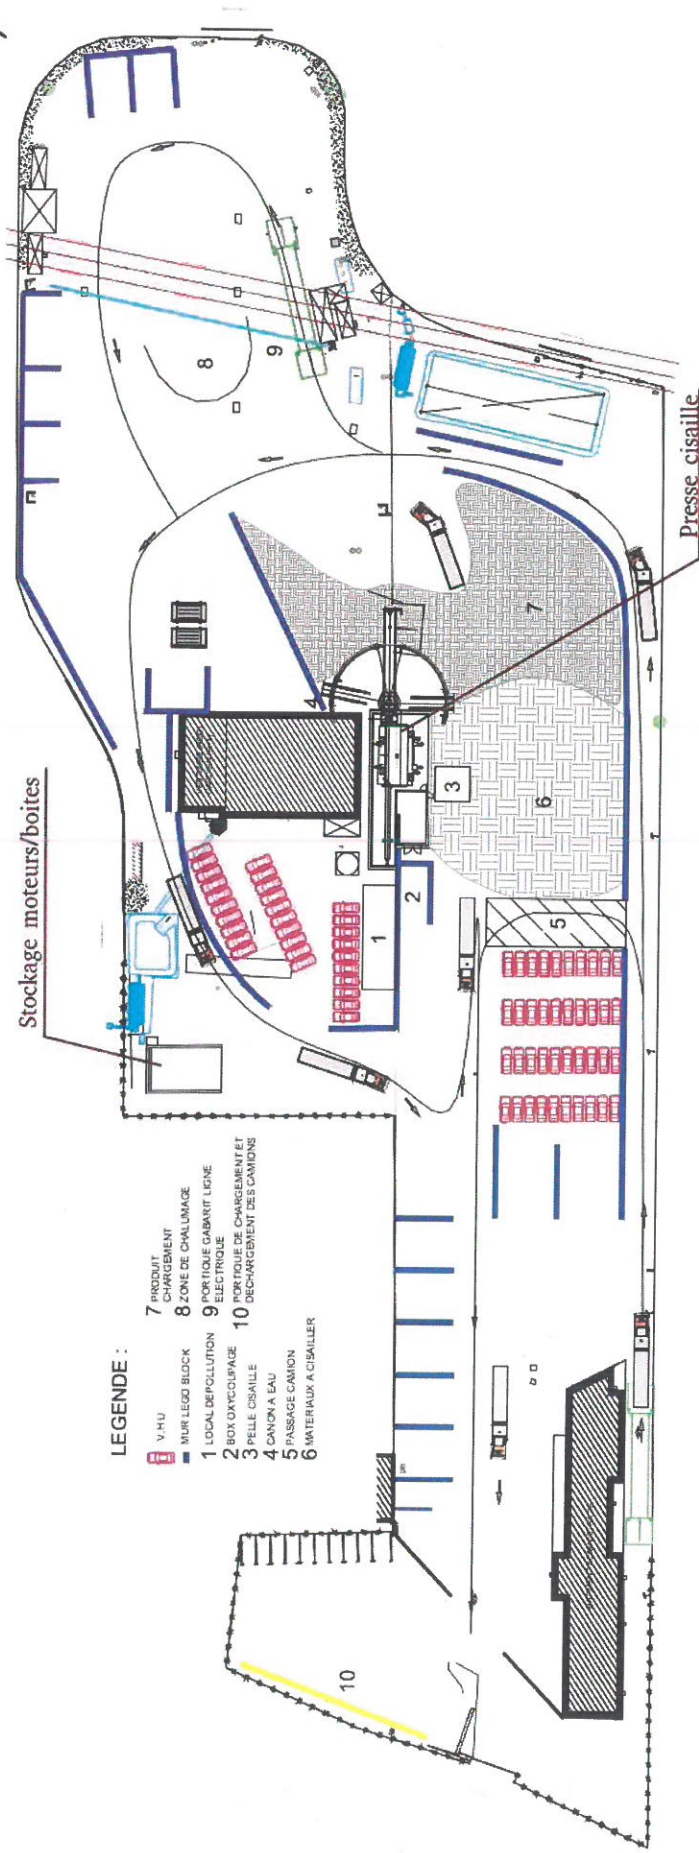 Stockage moteurs/boites
Presse cisaille
LEGENDE :
V.H.U
MUR LEGO BLOCK
1 LOCAL DEPOLLUTION
2 BOX OXYCOUPAGE
3 PELLE CISAILLE
4 CANON A EAU
5 PASSAGE CAMION
6 MATERIAUX A CISAILLER
7 PRODUIT
CHARGEMENT
8 ZONE DE CHALUMAGE
9 PORTIQUE GABARIT LIGNE
ELECTRIQUE
10 PORTIQUE DE CHARGEMENT ET
DECHARGEMENT DES CAMIONS
8
9
8
7
4
3
6
5
2
1
10